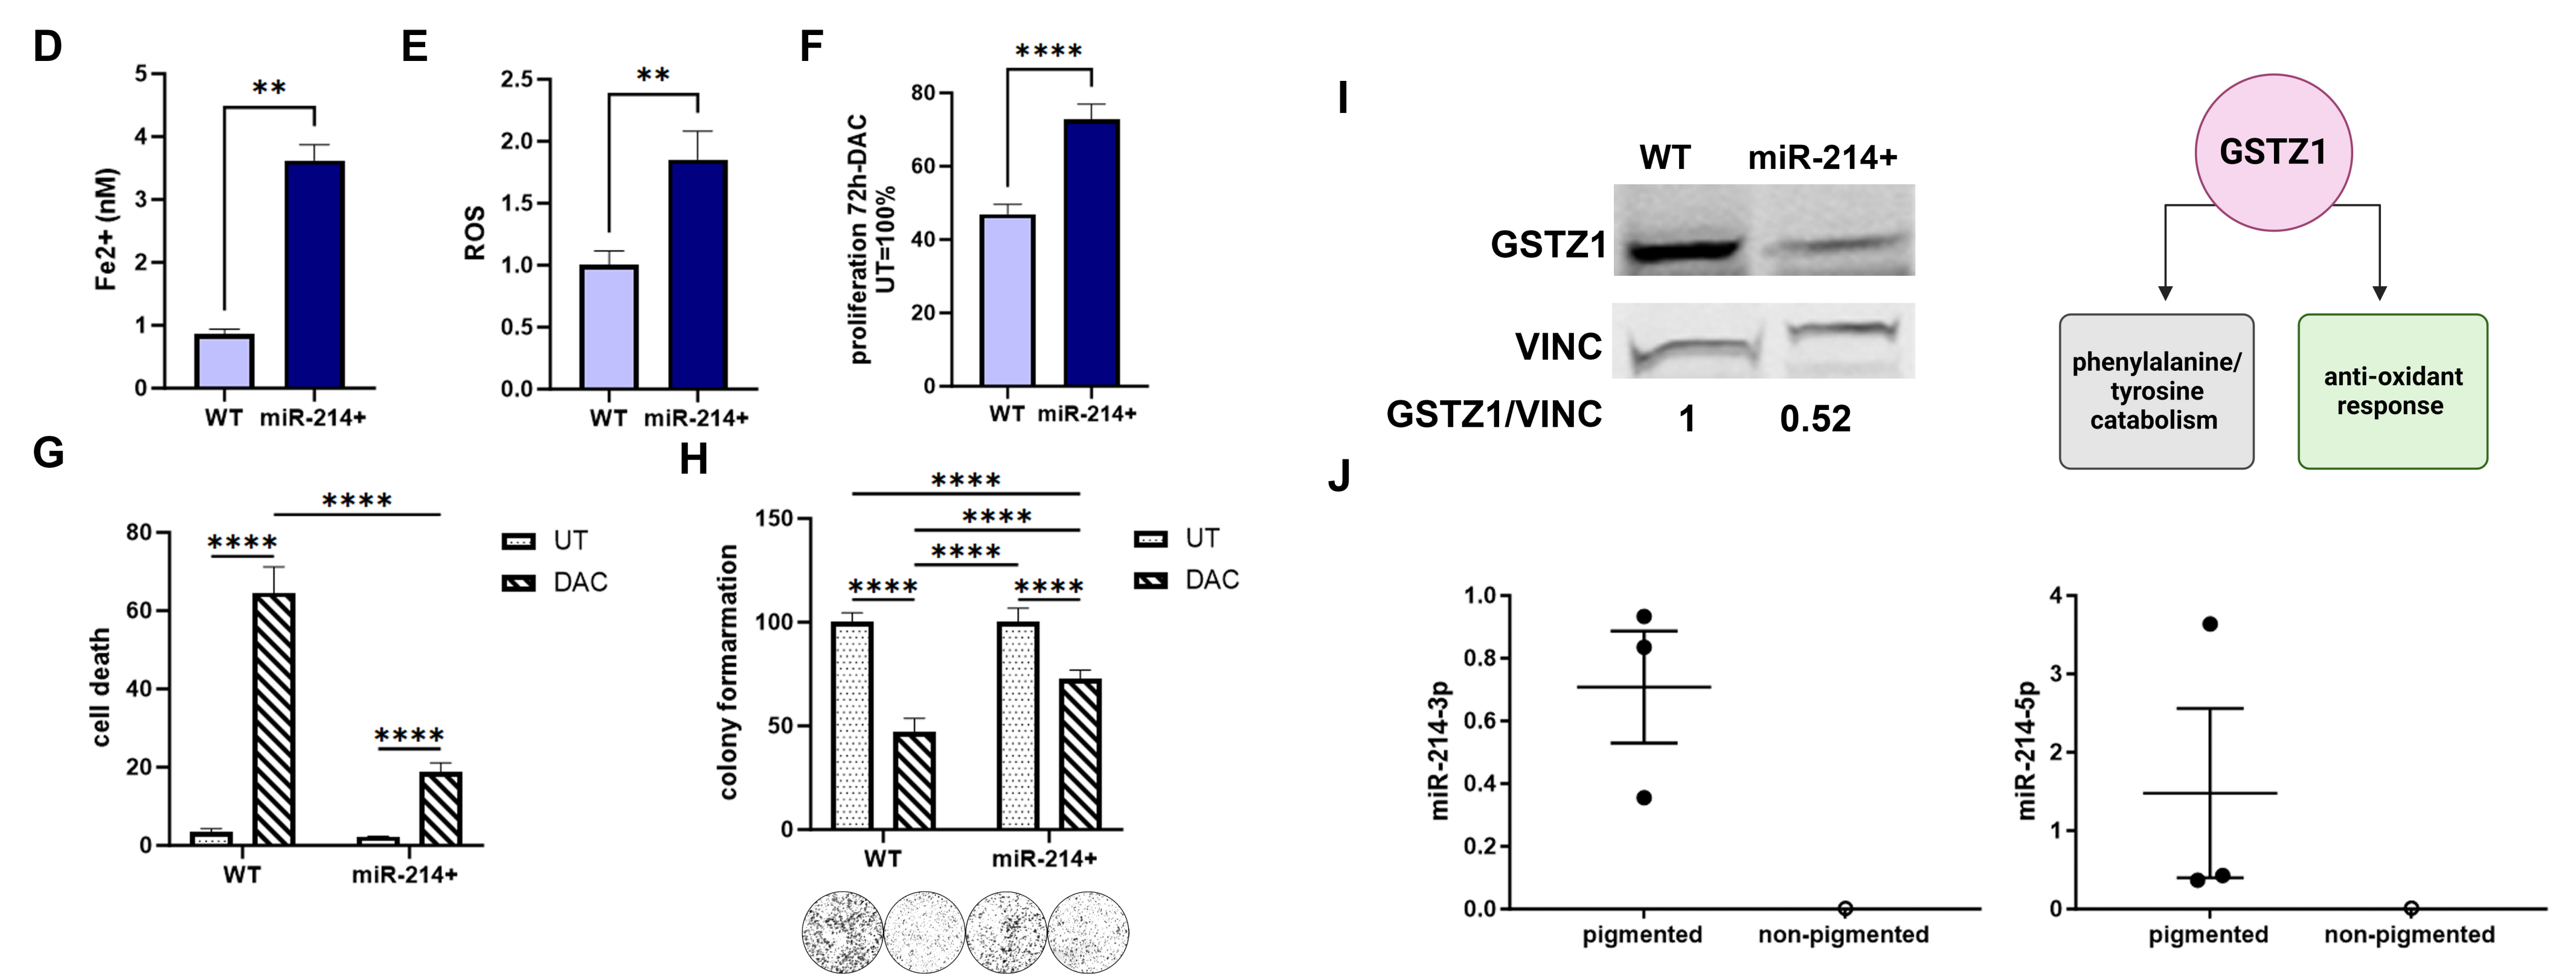 D
**
5
4
3
2
1
0
Fe2+ (nM)
WT miR-214+
E
**
2.5
2.0
1.5
1.0
0.5
0.0
ROS
WT miR-214+
F
****
80
60
40
20
0
proliferation 72h-DAC
UT=100%
WT miR-214+
G
****
****
****
80
60
40
20
0
cell death
WT miR-214+
UT
DAC
H
****
****
****
**** ****
150
100
50
0
colony formarmation
WT miR-214+
UT
DAC
I
WT miR-214+
GSTZ1
VINC
GSTZ1/VINC 1 0.52
GSTZ1
phenylalanine/
tyrosine
catabolism
anti-oxidant
response
J
1.0
0.8
0.6
0.4
0.2
0.0
miR-214-3p
pigmented non-pigmented
4
3
2
1
0
miR-214-5p
pigmented non-pigmented